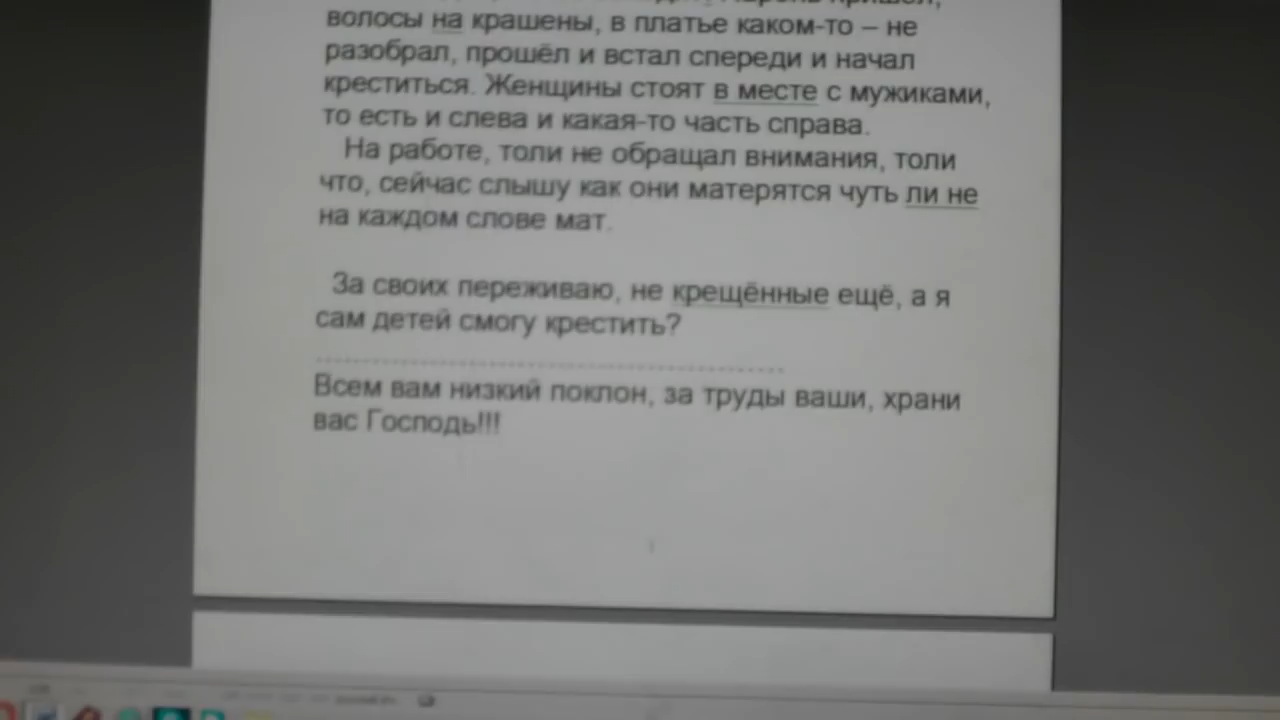 волосы на крашены, в платье каком-то – не
разобрал, прошёл и встал спереди и начал
креститься. Женщины стоят в месте с мужиками,
то есть и слева и какая-то часть справа.
На работе, толи не обращал внимания, толи
что, сейчас слышу как они матерятся чуть ли не
на каждом слове мат.
За своих переживаю, не крещённые ещё, а я
сам детей смогу крестить?
Всем вам низкий поклон, за труды ваши, храни
вас Господь!!!